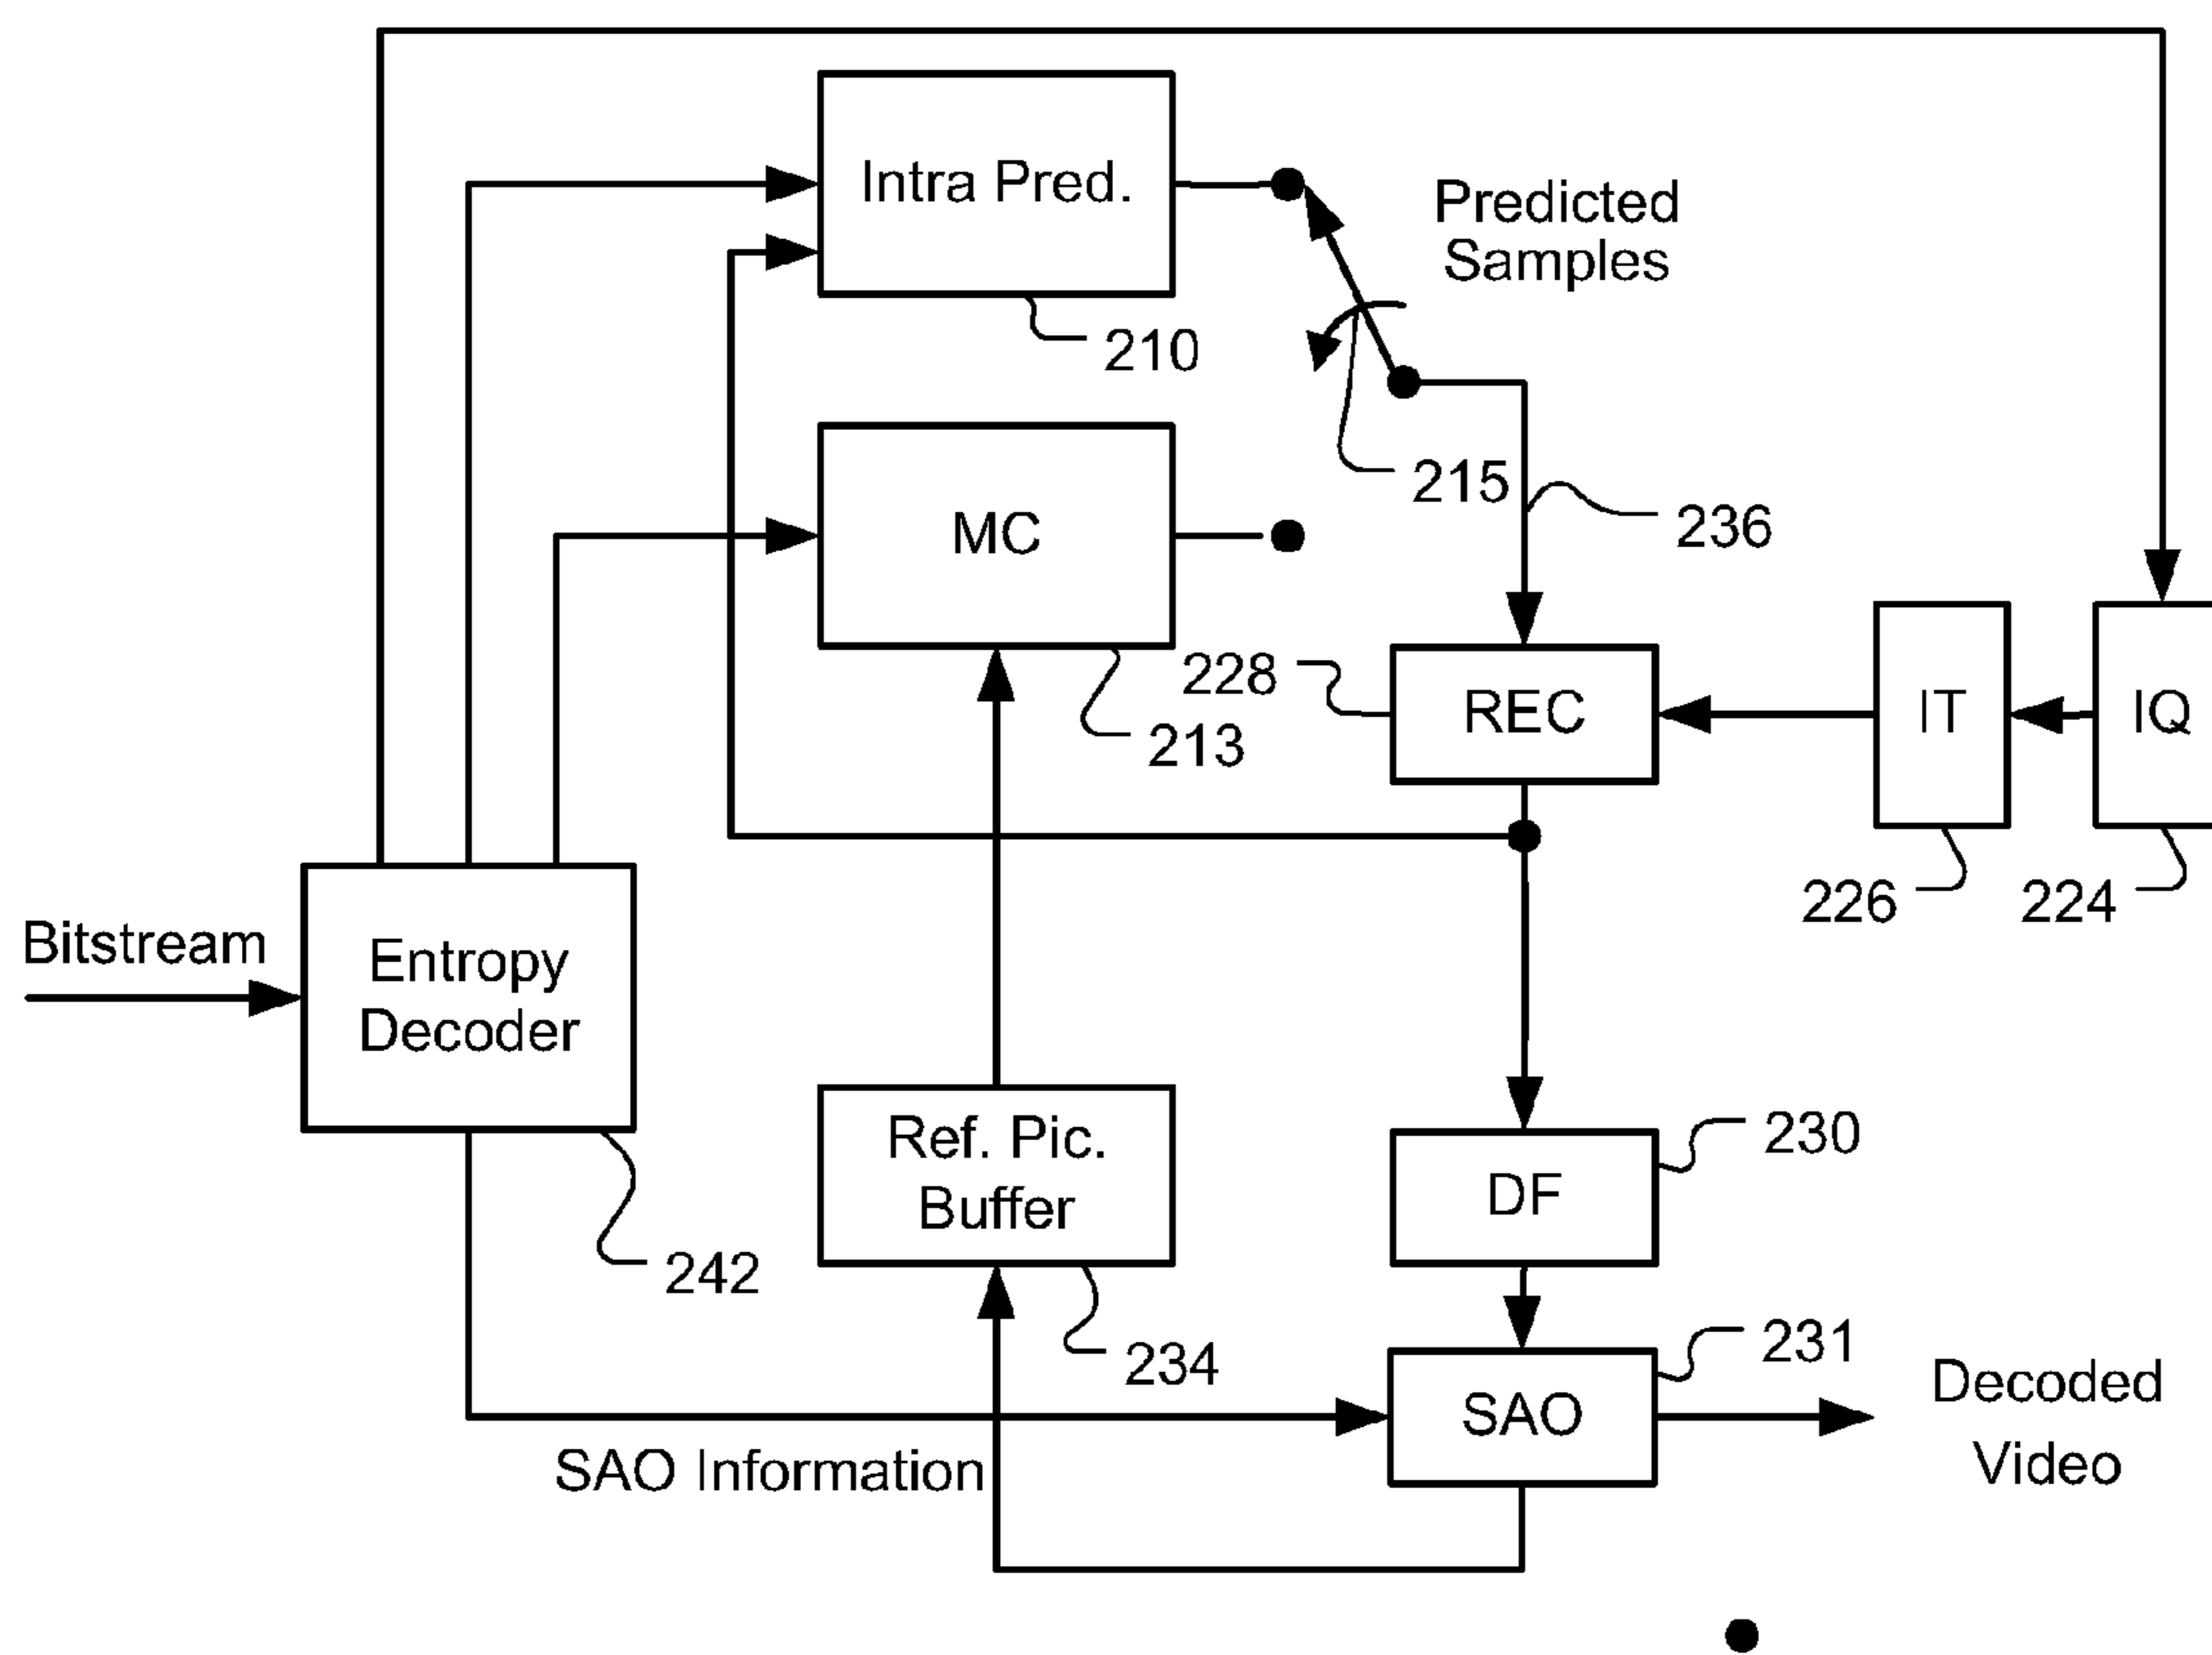 Intra Pred.
210
Predicted
Samples
215
236
MC
213
228
REC
IT
IQ
226
224
Bitstream
Entropy
Decoder
242
Ref. Pic.
Buffer
234
DF
230
SAO
231
SAO Information
Decoded
Video